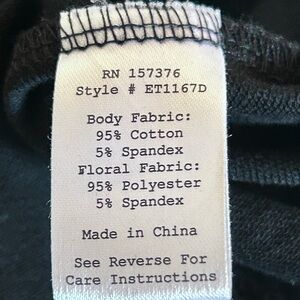 RN 157376
Style # ET1167D
Body Fabric:
95% Cotton
5% Spandex
Floral Fabric:
95% Polyester
5% Spandex
Made in China
See Reverse For
Care Instructions